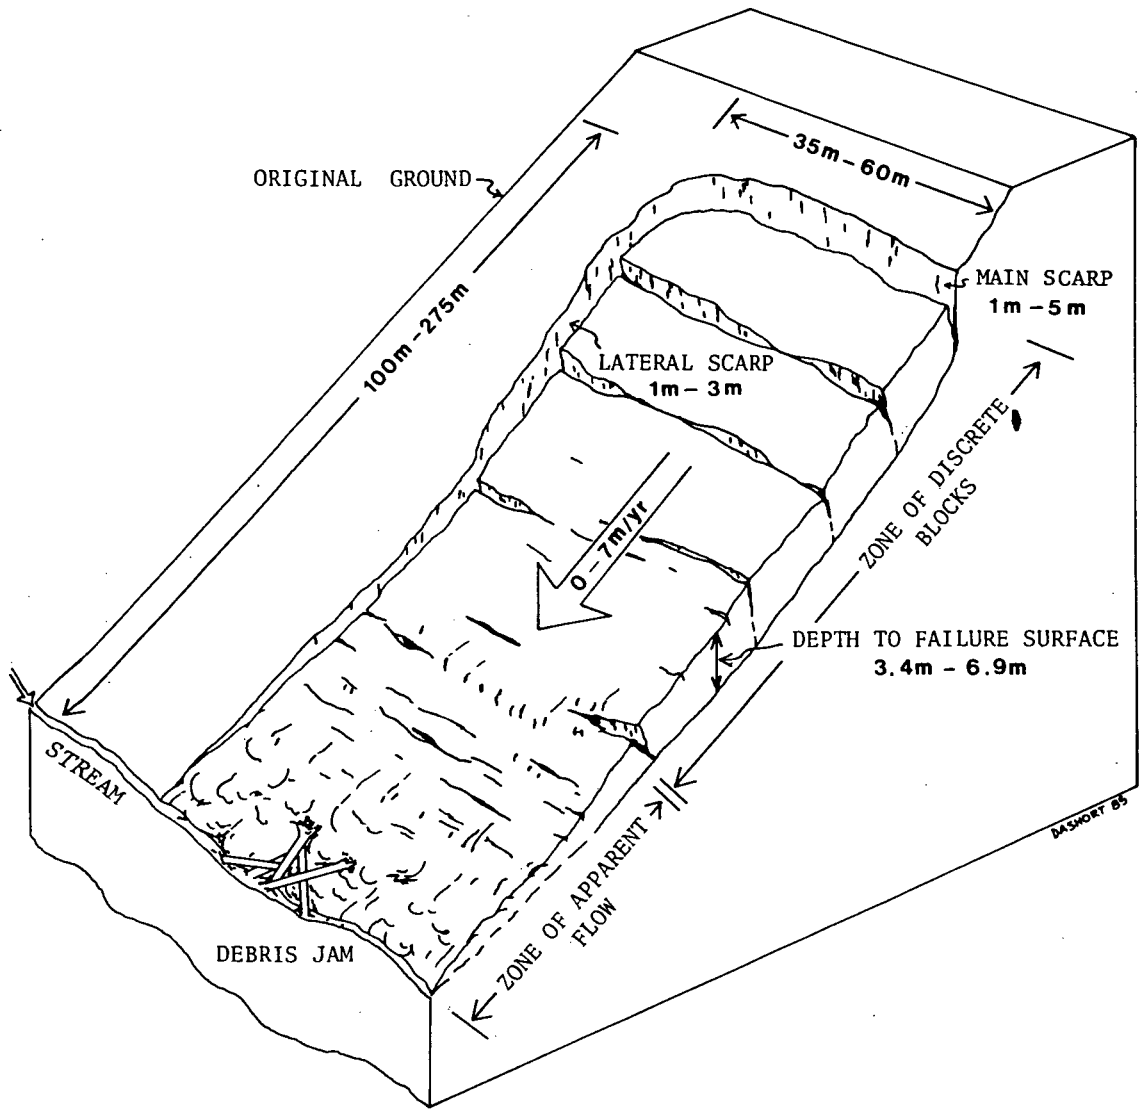 35m-60m
ORIGINAL GROUND
MAIN SCARP
1m-5m
100m-275m
LATERAL SCARP
1m-3m
ZONE OF DISCRETE
BLOCKS
0-7m/yr
DEPTH TO FAILURE SURFACE
3.4m-6.9m
STREAM
DASHORT 85
ZONE OF APPARENT
FLOW
DEBRIS JAM